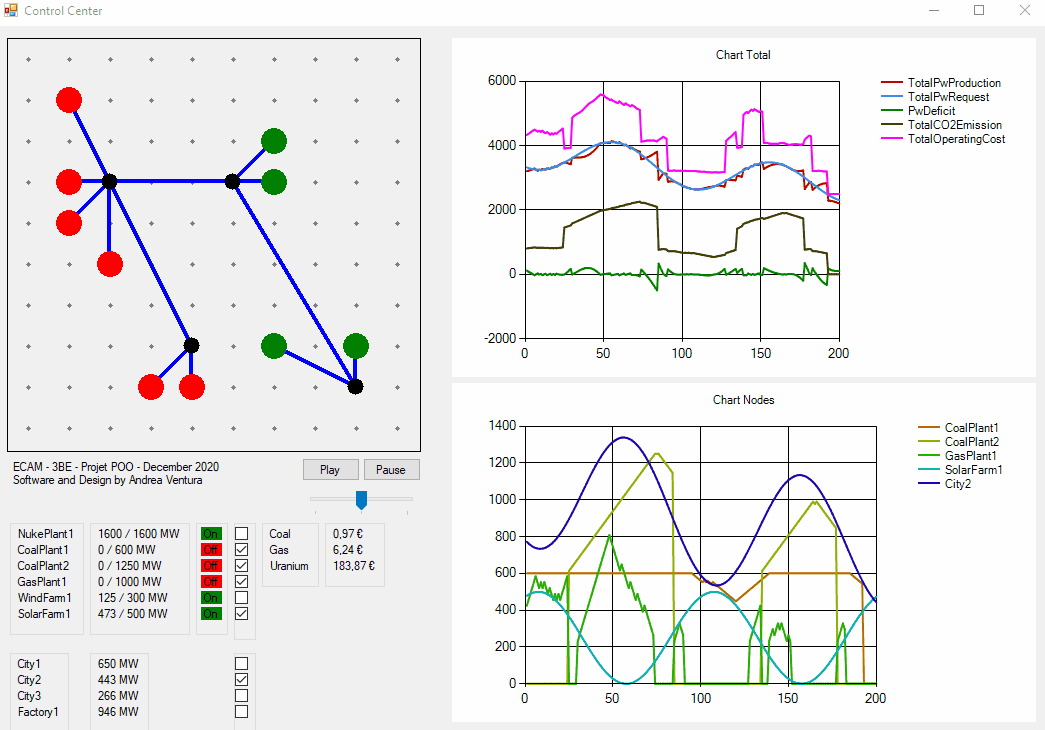 Control Center
Chart Total
6000
4000
2000
0
-2000
0
50
100
150
200
TotalPwProduction
TotalPwRequest
PwDeficit
TotalCO2Emission
TotalOperatingCost
Chart Nodes
1400
1200
1000
800
600
400
200
0
0
50
100
150
200
CoalPlant1
CoalPlant2
GasPlant1
SolarFarm1
City2
ECAM - 3BE - Projet POO - December 2020
Software and Design by Andrea Ventura
Play
Pause
NukePlant1 1600 / 1600 MW On
CoalPlant1 0 / 600 MW Off
CoalPlant2 0 / 1250 MW Off
GasPlant1 0 / 1000 MW Off
WindFarm1 125 / 300 MW On
SolarFarm1 473 / 500 MW On
Coal 0,97 €
Gas 6,24 €
Uranium 183,87 €
City1 650 MW
City2 443 MW
City3 266 MW
Factory1 946 MW